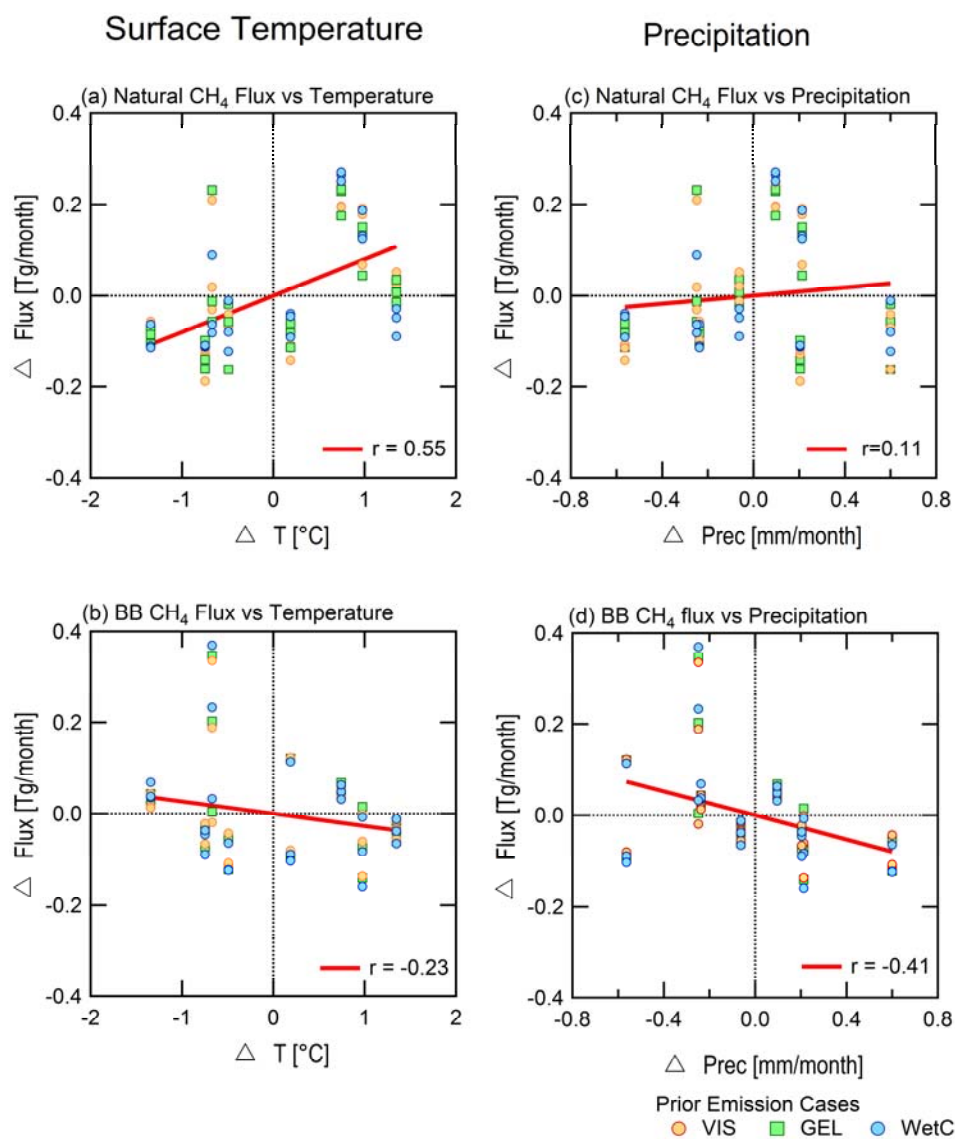 Surface Temperature
Precipitation
(a) Natural CH₄ Flux vs Temperature
0.4
0.2
0.0
-0.2
-0.4
△ Flux [Tg/month]
r = 0.55
-2
-1
0
1
2
△ T [°C]
(c) Natural CH₄ Flux vs Precipitation
0.4
0.2
0.0
-0.2
-0.4
△ Flux [Tg/month]
r=0.11
-0.8
-0.4
0.0
0.4
0.8
△ Prec [mm/month]
(b) BB CH₄ Flux vs Temperature
0.4
0.2
0.0
-0.2
-0.4
△ Flux [Tg/month]
r = -0.23
-2
-1
0
1
2
△ T [°C]
(d) BB CH₄ flux vs Precipitation
0.4
0.2
0.0
-0.2
-0.4
△ Flux [Tg/month]
r = -0.41
-0.8
-0.4
0.0
0.4
0.8
△ Prec [mm/month]
Prior Emission Cases
VIS GEL WetC